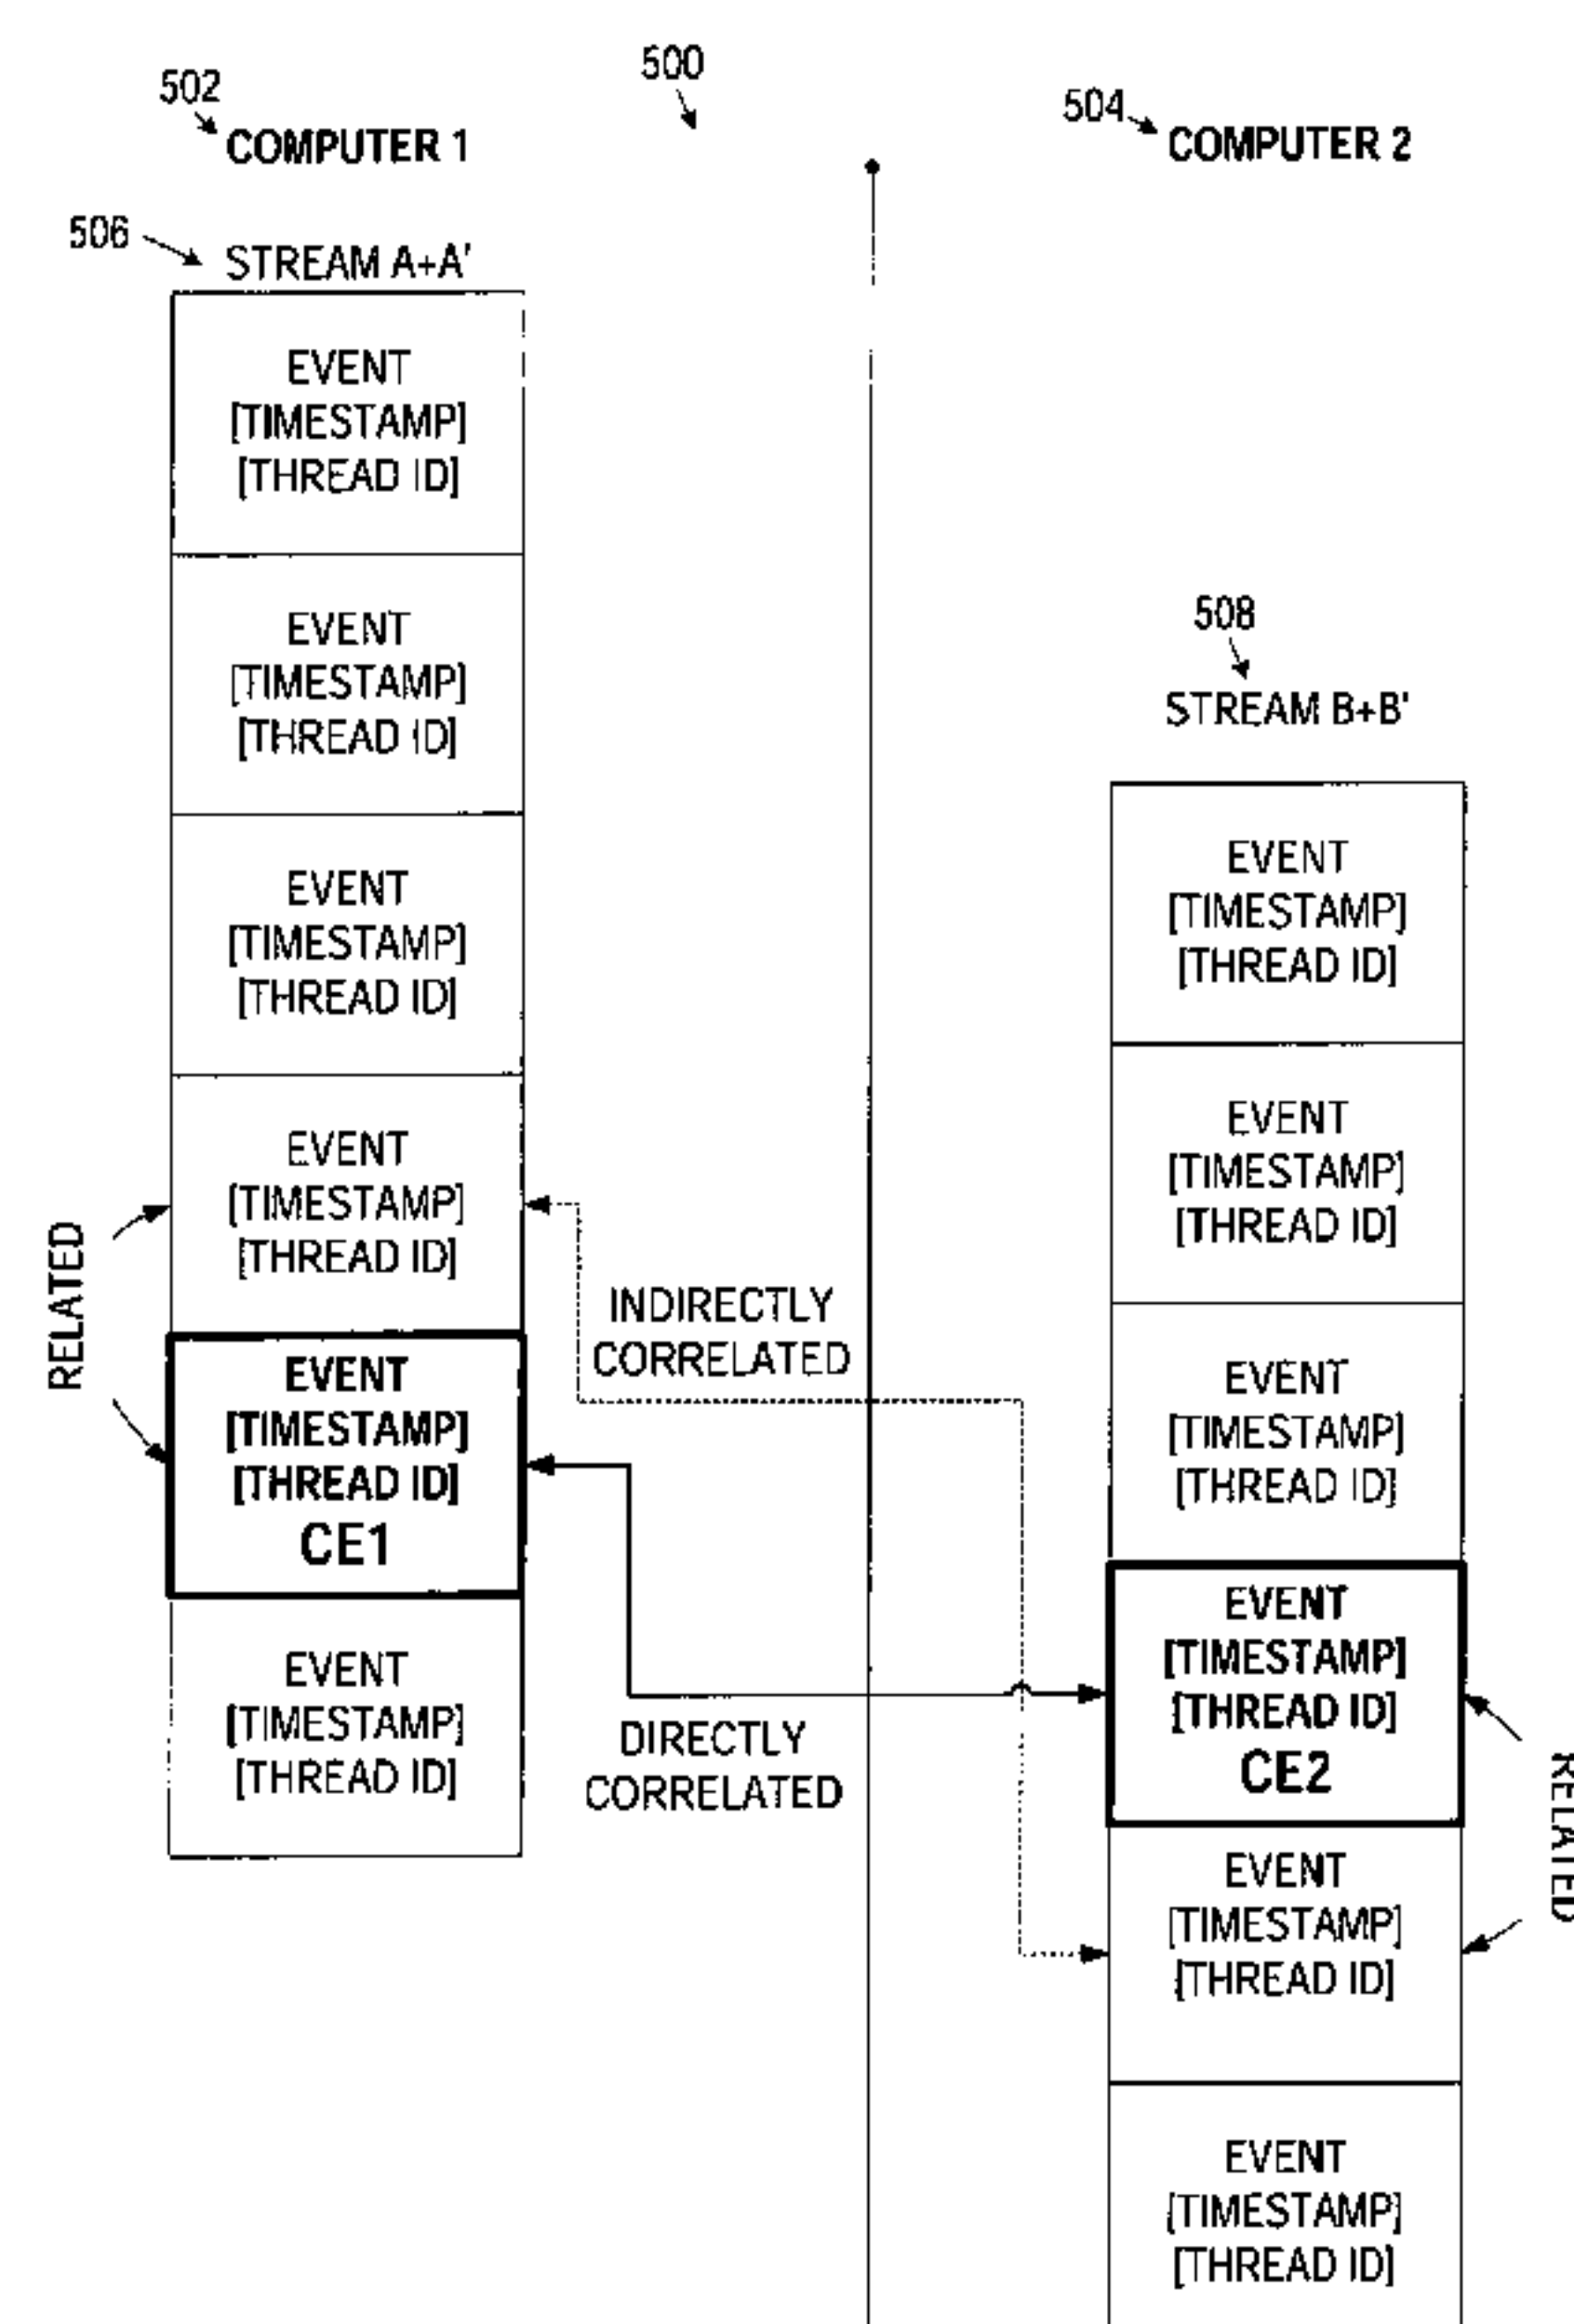 500
502
COMPUTER 1
504
COMPUTER 2
506
STREAM A+A'
EVENT
[TIMESTAMP]
[THREAD ID]
EVENT
[TIMESTAMP]
[THREAD ID]
EVENT
[TIMESTAMP]
[THREAD ID]
EVENT
[TIMESTAMP]
[THREAD ID]
RELATED
EVENT
[TIMESTAMP]
[THREAD ID]
CE1
EVENT
[TIMESTAMP]
[THREAD ID]
INDIRECTLY
CORRELATED
DIRECTLY
CORRELATED
508
STREAM B+B'
EVENT
[TIMESTAMP]
[THREAD ID]
EVENT
[TIMESTAMP]
[THREAD ID]
EVENT
[TIMESTAMP]
[THREAD ID]
EVENT
[TIMESTAMP]
[THREAD ID]
CE2
RELATED
EVENT
[TIMESTAMP]
[THREAD ID]
EVENT
[TIMESTAMP]
[THREAD ID]